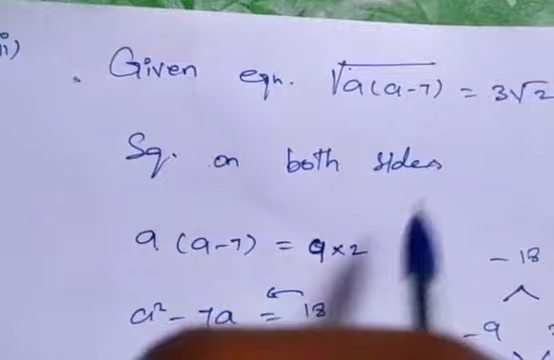 ii)
Given eqn. √a(a-7) = 3√2
Sq. on both sides
a (a-7) = 9×2
a² - 7a = 18
- 18
-9